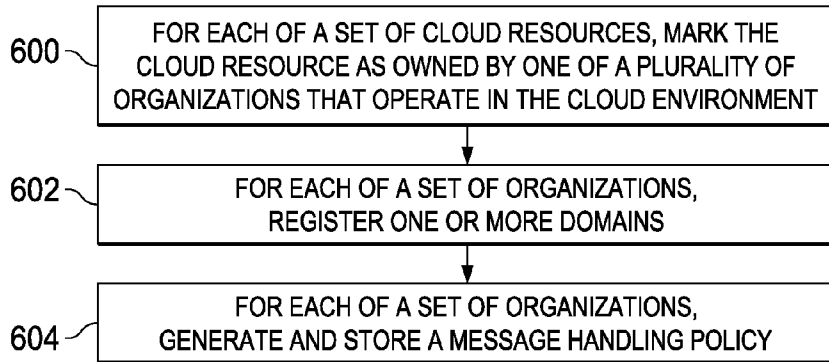 600
FOR EACH OF A SET OF CLOUD RESOURCES, MARK THE
CLOUD RESOURCE AS OWNED BY ONE OF A PLURALITY OF
ORGANIZATIONS THAT OPERATE IN THE CLOUD ENVIRONMENT
602
FOR EACH OF A SET OF ORGANIZATIONS,
REGISTER ONE OR MORE DOMAINS
604
FOR EACH OF A SET OF ORGANIZATIONS,
GENERATE AND STORE A MESSAGE HANDLING POLICY